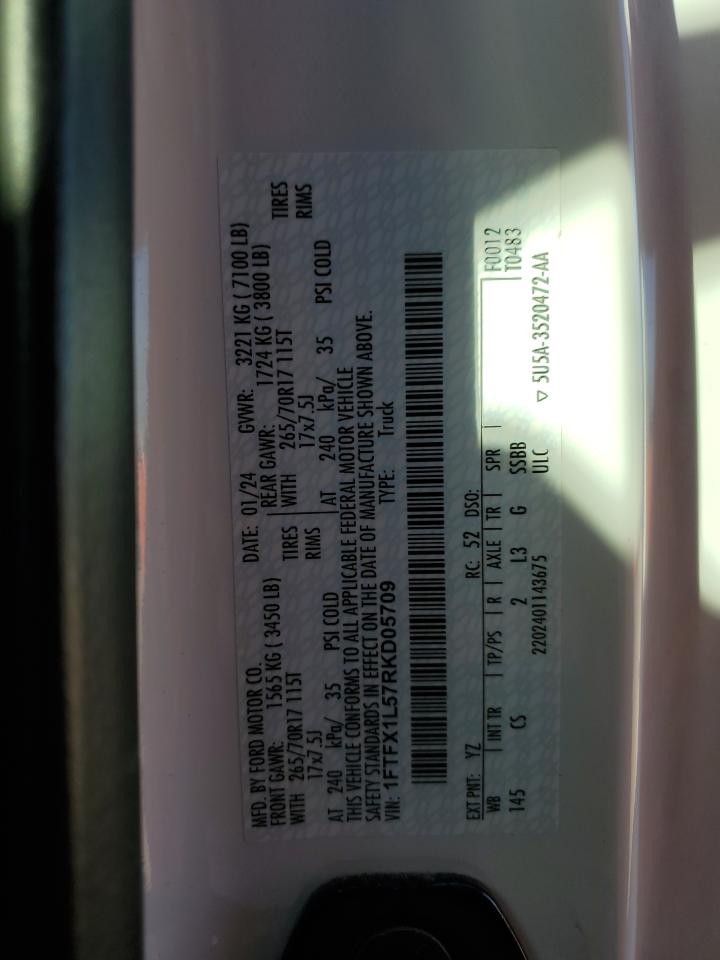 MFD. BY FORD MOTOR CO.
DATE: 01/24 GVWR: 3221 KG ( 7100 LB)
FRONT GAWR: 1565 KG ( 3450 LB) REAR GAWR: 1724 KG ( 3800 LB)
WITH 265/70R17 115T TIRES WITH 265/70R17 115T TIRES
17x7.5J RIMS 17x7.5J RIMS
AT 240 kPa/ 35 PSI COLD AT 240 kPa/ 35 PSI COLD
THIS VEHICLE CONFORMS TO ALL APPLICABLE FEDERAL MOTOR VEHICLE
SAFETY STANDARDS IN EFFECT ON THE DATE OF MANUFACTURE SHOWN ABOVE.
VIN: 1FTFX1L57RKD05709 TYPE: Truck
EXT PNT: YZ RC: 52 DSO:
WB INT TR TP/PS R AXLE TR SPR F0012
145 CS 2 L3 G SSBB T0483
2202401143675 ULC ▽ 5U5A-3520472-AA